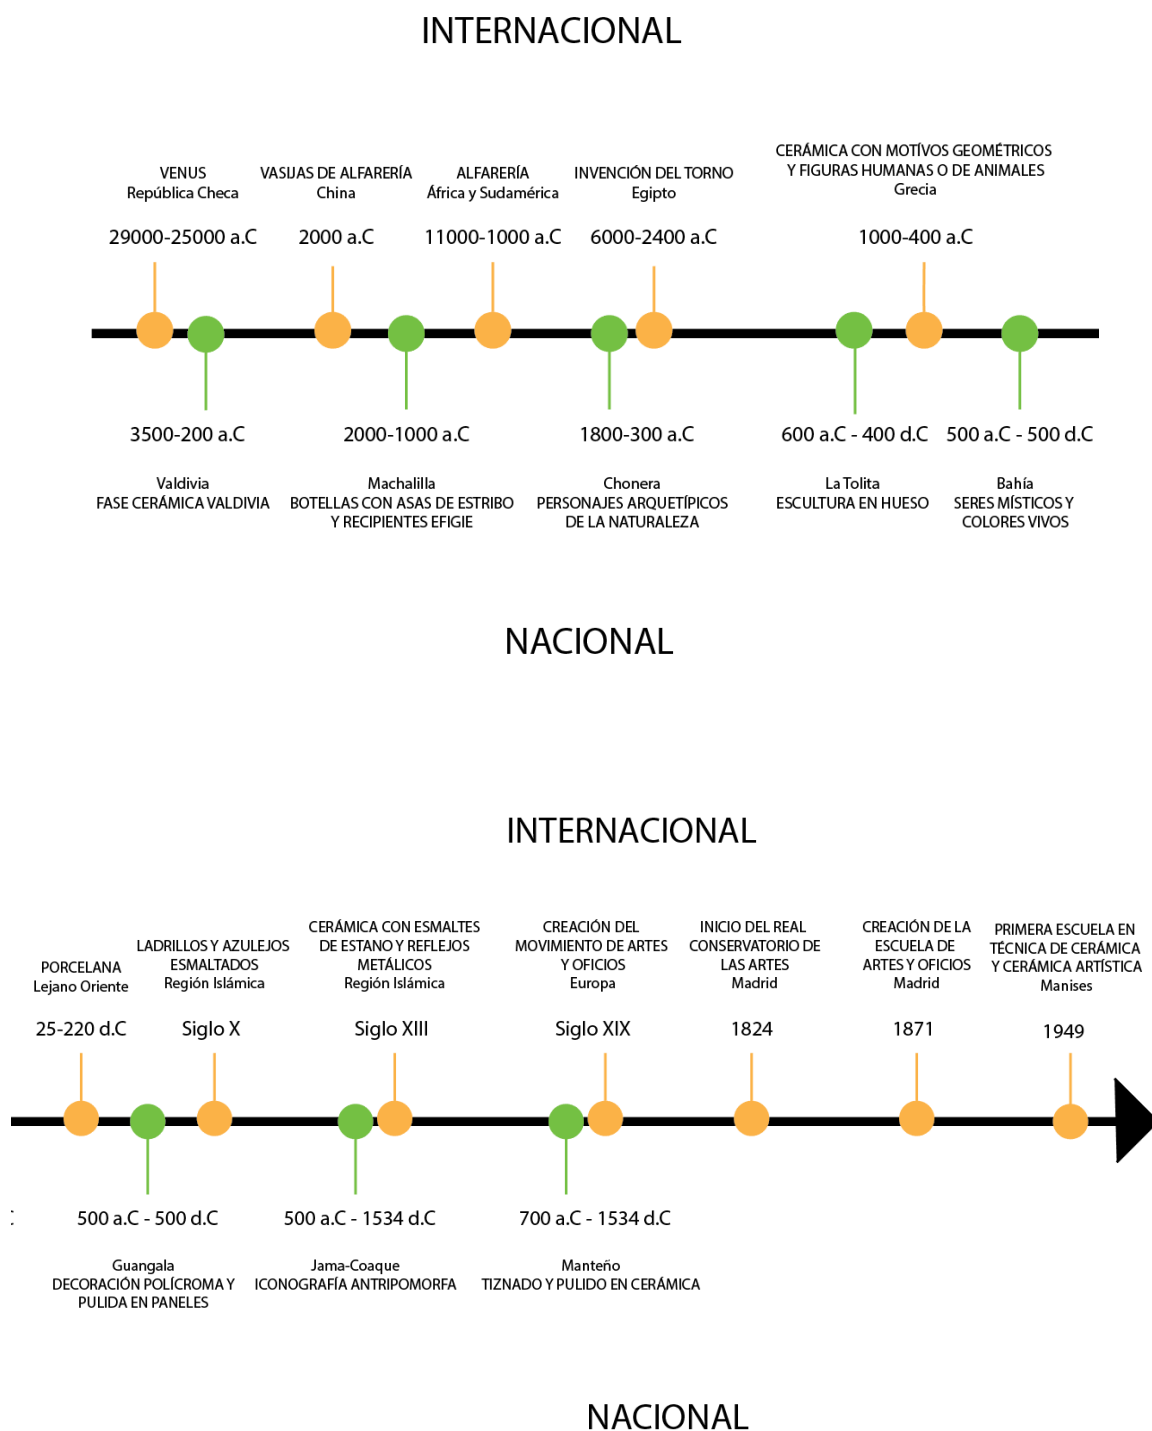 INTERNACIONAL
VENUS
República Checa
29000-25000 a.C
VASIJAS DE ALFARERÍA
China
2000 a.C
ALFARERÍA
África y Sudamérica
11000-1000 a.C
INVENCIÓN DEL TORNO
Egipto
6000-2400 a.C
CERÁMICA CON MOTÍVOS GEOMÉTRICOS
Y FIGURAS HUMANAS O DE ANIMALES
Grecia
1000-400 a.C
3500-200 a.C
Valdivia
FASE CERÁMICA VALDIVIA
2000-1000 a.C
Machalilla
BOTELLAS CON ASAS DE ESTRIBO
Y RECIPIENTES EFIGIE
1800-300 a.C
Chonera
PERSONAJES ARQUETÍPICOS
DE LA NATURALEZA
600 a.C - 400 d.C
La Tolita
ESCULTURA EN HUESO
500 a.C - 500 d.C
Bahía
SERES MÍSTICOS Y
COLORES VIVOS
NACIONAL
INTERNACIONAL
PORCELANA
Lejano Oriente
25-220 d.C
LADRILLOS Y AZULEJOS
ESMALTADOS
Región Islámica
Siglo X
CERÁMICA CON ESMALTES
DE ESTANO Y REFLEJOS
METÁLICOS
Región Islámica
Siglo XIII
CREACIÓN DEL
MOVIMIENTO DE ARTES
Y OFICIOS
Europa
Siglo XIX
INICIO DEL REAL
CONSERVATORIO DE
LAS ARTES
Madrid
1824
CREACIÓN DE LA
ESCUELA DE
ARTES Y OFICIOS
Madrid
1871
PRIMERA ESCUELA EN
TÉCNICA DE CERÁMICA
Y CERÁMICA ARTÍSTICA
Manises
1949
500 a.C - 500 d.C
Guangala
DECORACIÓN POLÍCROMA Y
PULIDA EN PANELES
500 a.C - 1534 d.C
Jama-Coaque
ICONOGRAFÍA ANTRIPOMORFA
700 a.C - 1534 d.C
Manteño
TIZNADO Y PULIDO EN CERÁMICA
NACIONAL